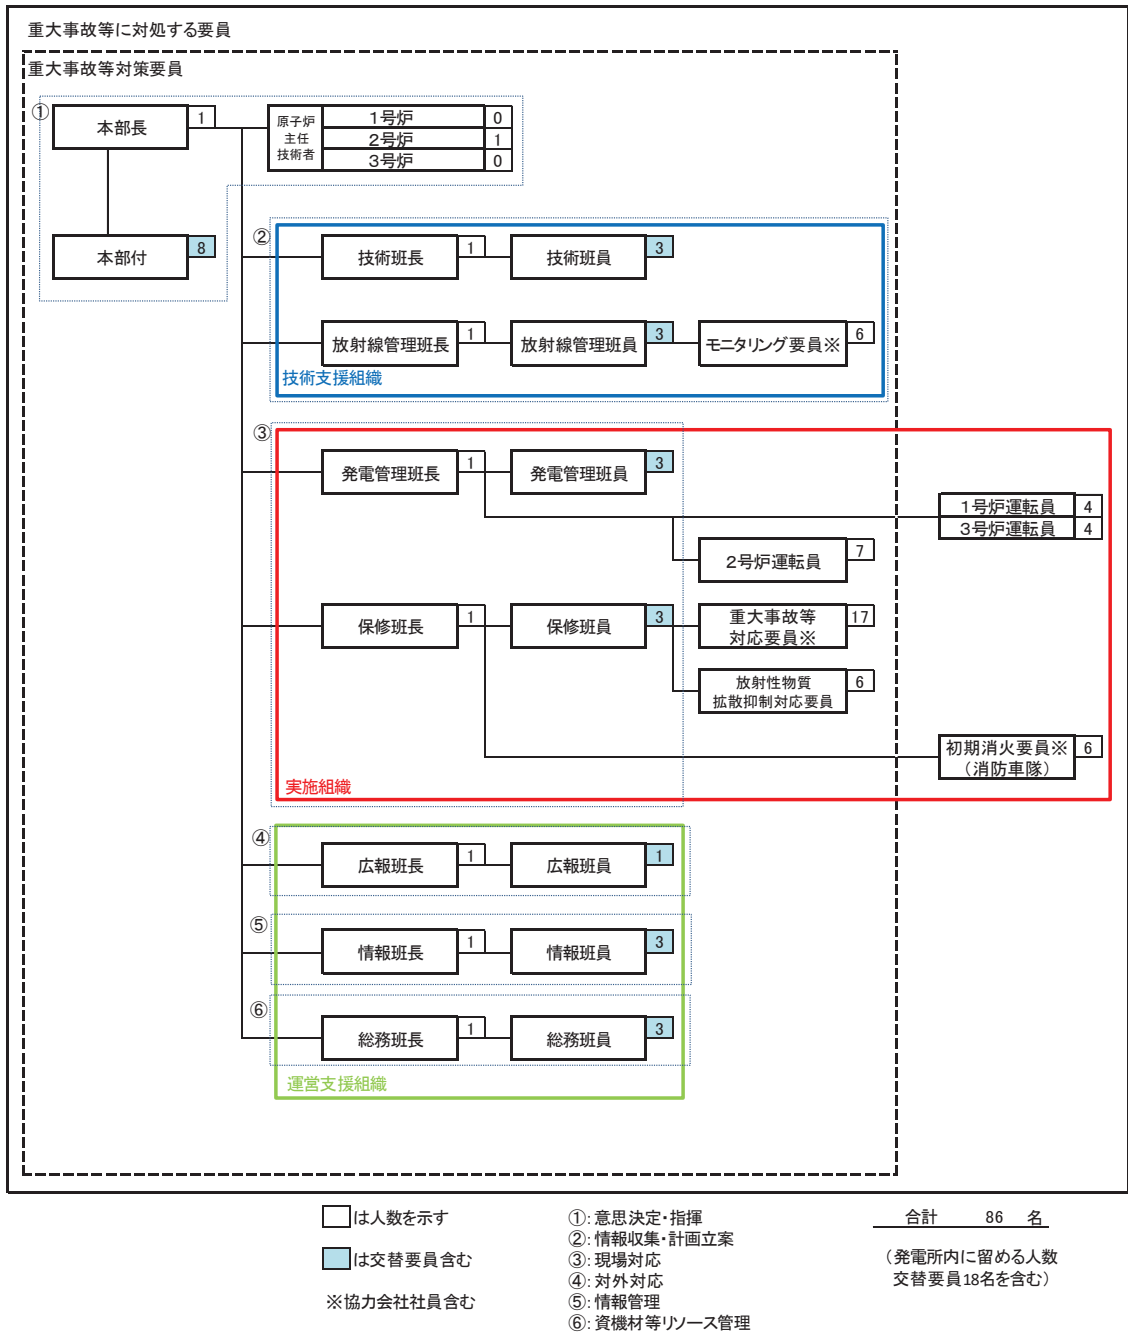 重大事故等に対処する要員
重大事故等対策要員
①
本部長
1
原子炉
主任
技術者
1号炉
0
2号炉
1
3号炉
0
本部付
8
②
技術班長
1
技術班員
3
放射線管理班長
1
放射線管理班員
3
モニタリング要員※
6
技術支援組織
③
発電管理班長
1
発電管理班員
3
1号炉運転員
4
3号炉運転員
4
2号炉運転員
7
保修班長
1
保修班員
3
重大事故等
対応要員※
17
放射性物質
拡散抑制対応要員
6
初期消火要員※
(消防車隊)
6
実施組織
④
広報班長
1
広報班員
1
⑤
情報班長
1
情報班員
3
⑥
総務班長
1
総務班員
3
運営支援組織
は人数を示す
は交替要員含む
※協力会社社員含む
①:意思決定・指揮
②:情報収集・計画立案
③:現場対応
④:対外対応
⑤:情報管理
⑥:資機材等リソース管理
合計 86 名
(発電所内に留める人数
交替要員18名を含む)